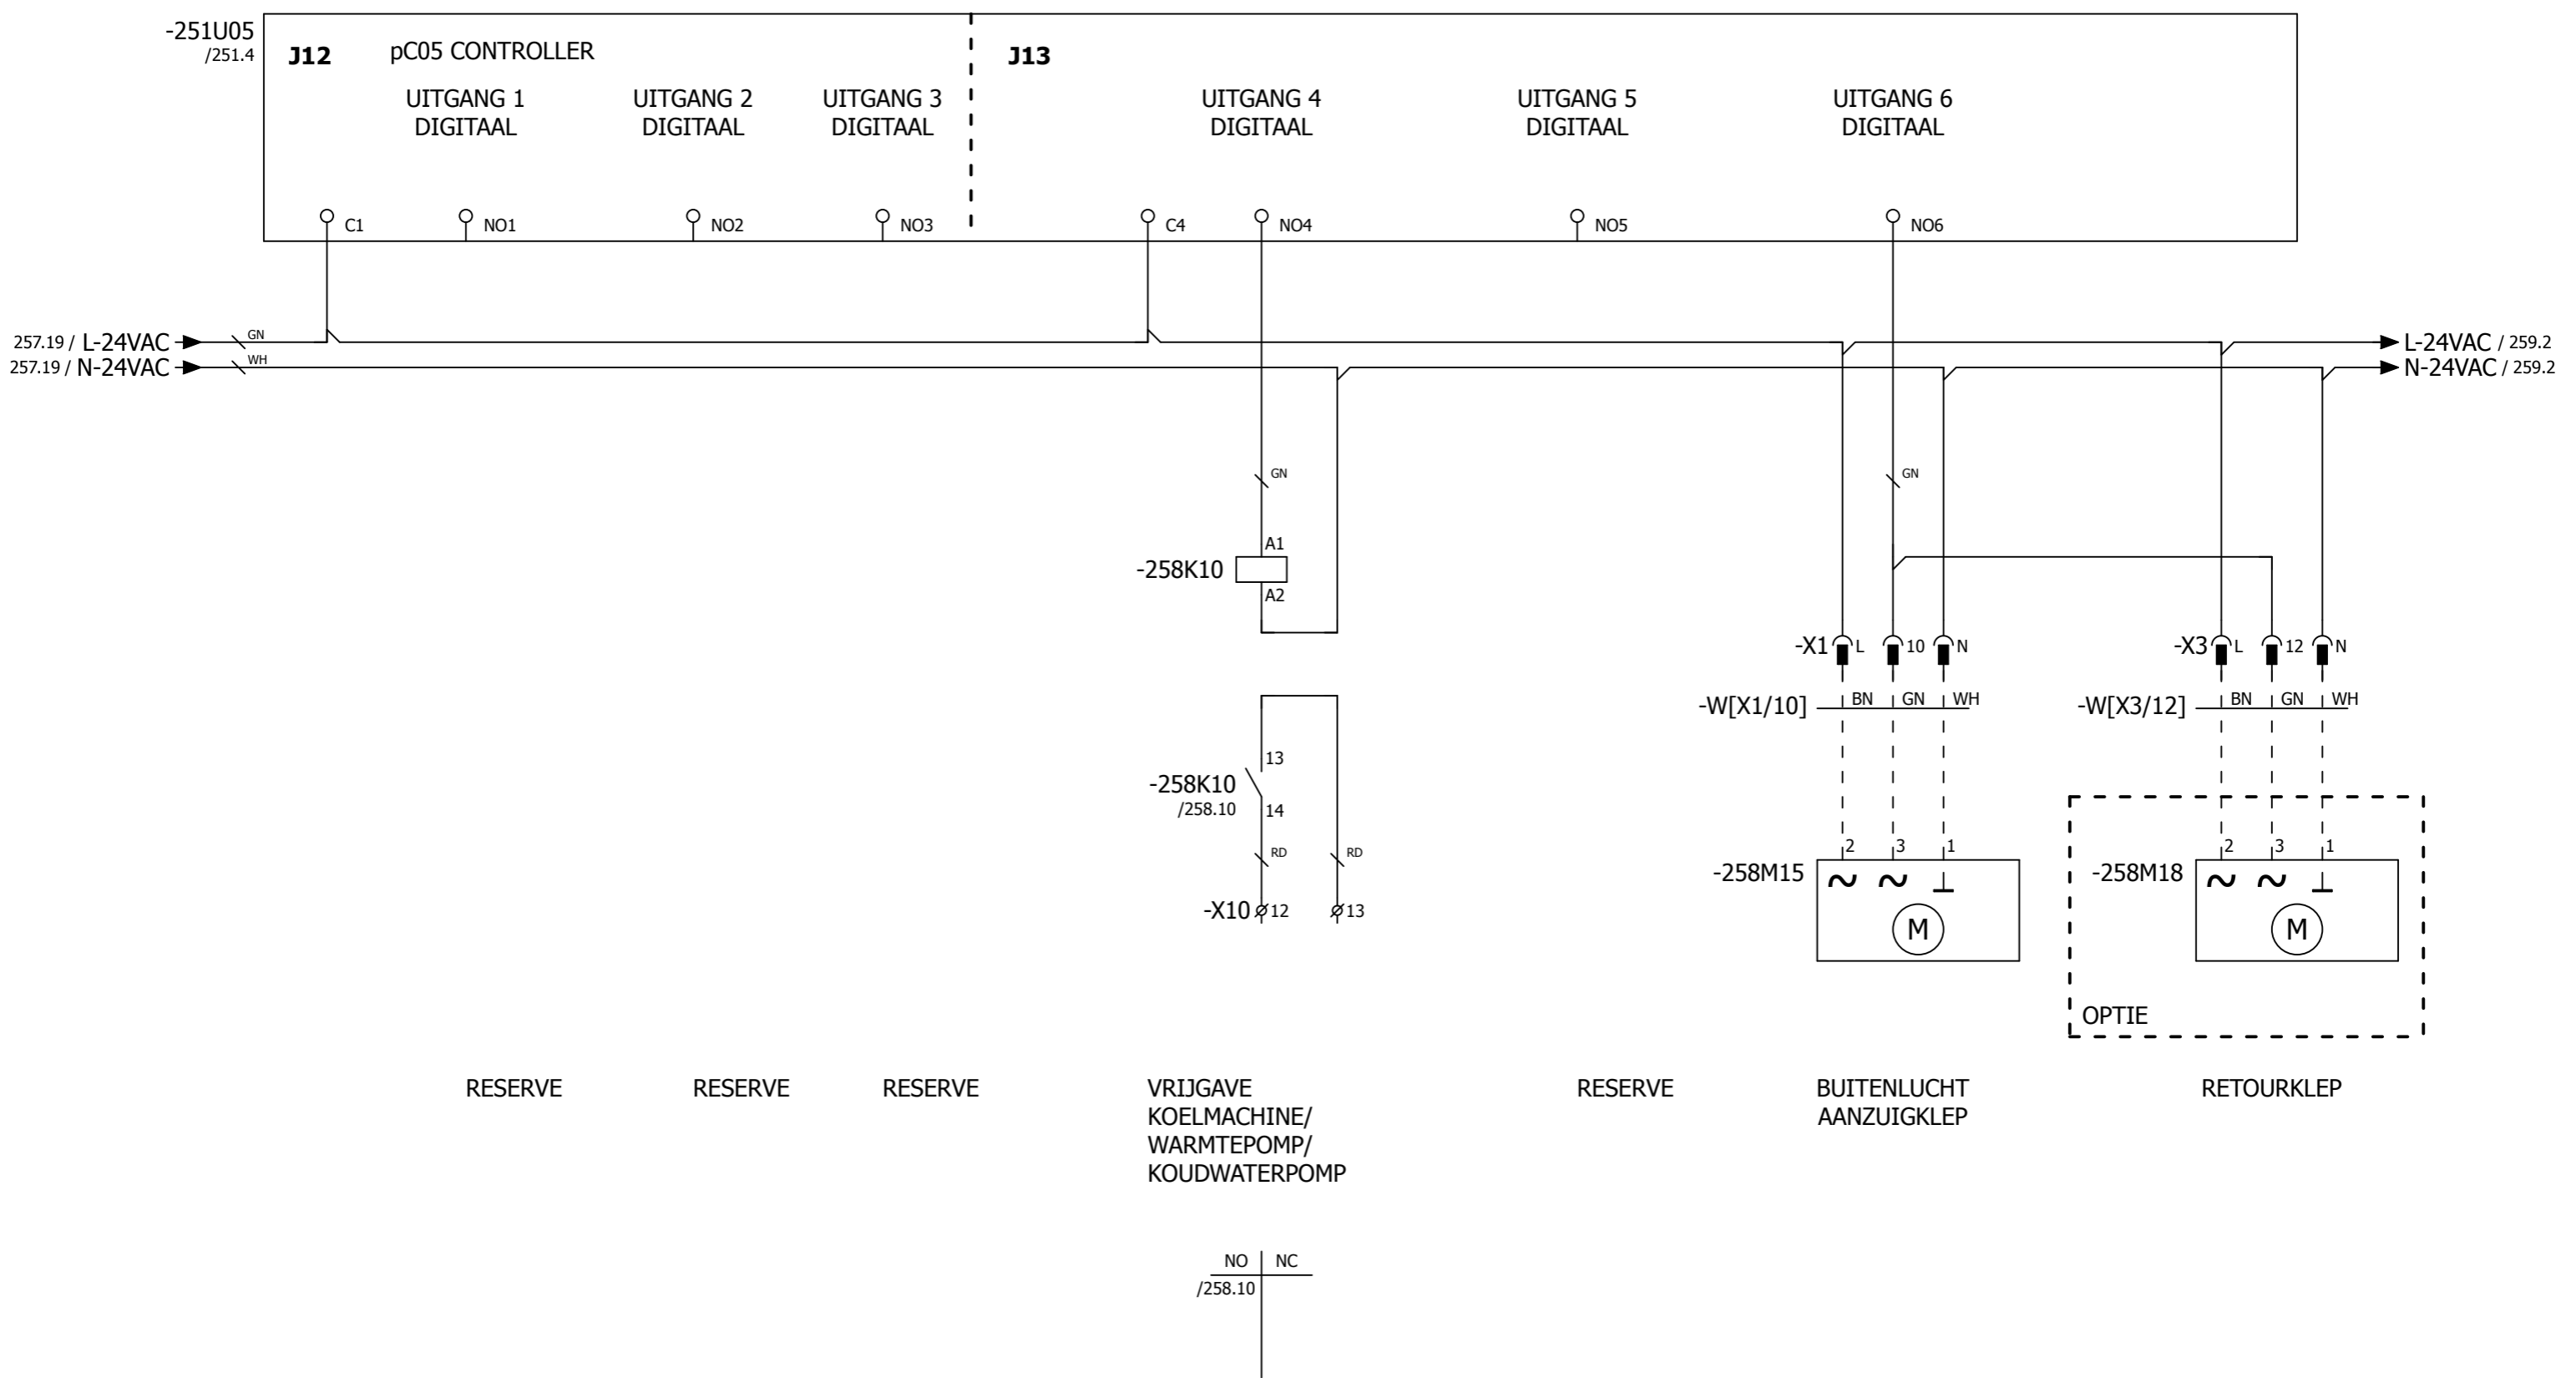 -251U05
/251.4
J12
pC05 CONTROLLER
J13
UITGANG 1
DIGITAAL
UITGANG 2
DIGITAAL
UITGANG 3
DIGITAAL
UITGANG 4
DIGITAAL
UITGANG 5
DIGITAAL
UITGANG 6
DIGITAAL
C1
NO1
NO2
NO3
C4
NO4
NO5
NO6
257.19 / L-24VAC
GN
L-24VAC / 259.2
257.19 / N-24VAC
WH
N-24VAC / 259.2
GN
GN
A1
-258K10
A2
-X1 L 10 N
-X3 L 12 N
-W[X1/10] BN GN WH
-W[X3/12] BN GN WH
13
-258K10
/258.10
14
RD
RD
-X10 12 13
2 3 1
-258M15
~ ~
M
2 3 1
-258M18
~ ~
M
OPTIE
RESERVE
RESERVE
RESERVE
VRIJGAVE
KOELMACHINE/
WARMTEPOMP/
KOUDWATERPOMP
RESERVE
BUITENLUCHT
AANZUIGKLEP
RETOURKLEP
NO NC
/258.10